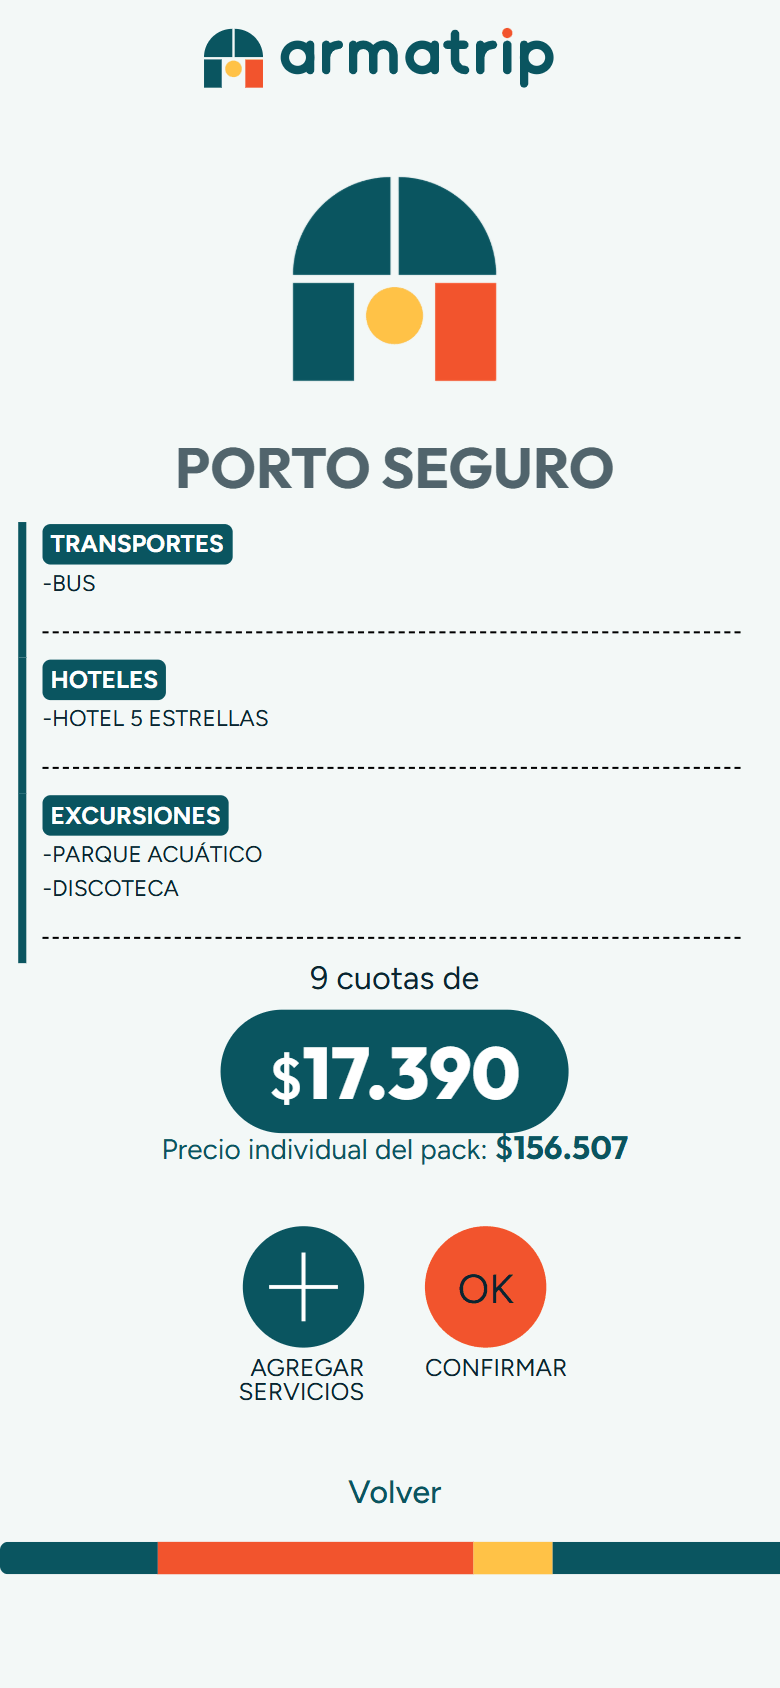 armatrip
PORTO SEGURO
TRANSPORTES
-BUS
HOTELES
-HOTEL 5 ESTRELLAS
EXCURSIONES
-PARQUE ACUÁTICO
-DISCOTECA
9 cuotas de
$17.390
Precio individual del pack: $156.507
OK
AGREGAR
SERVICIOS
CONFIRMAR
Volver